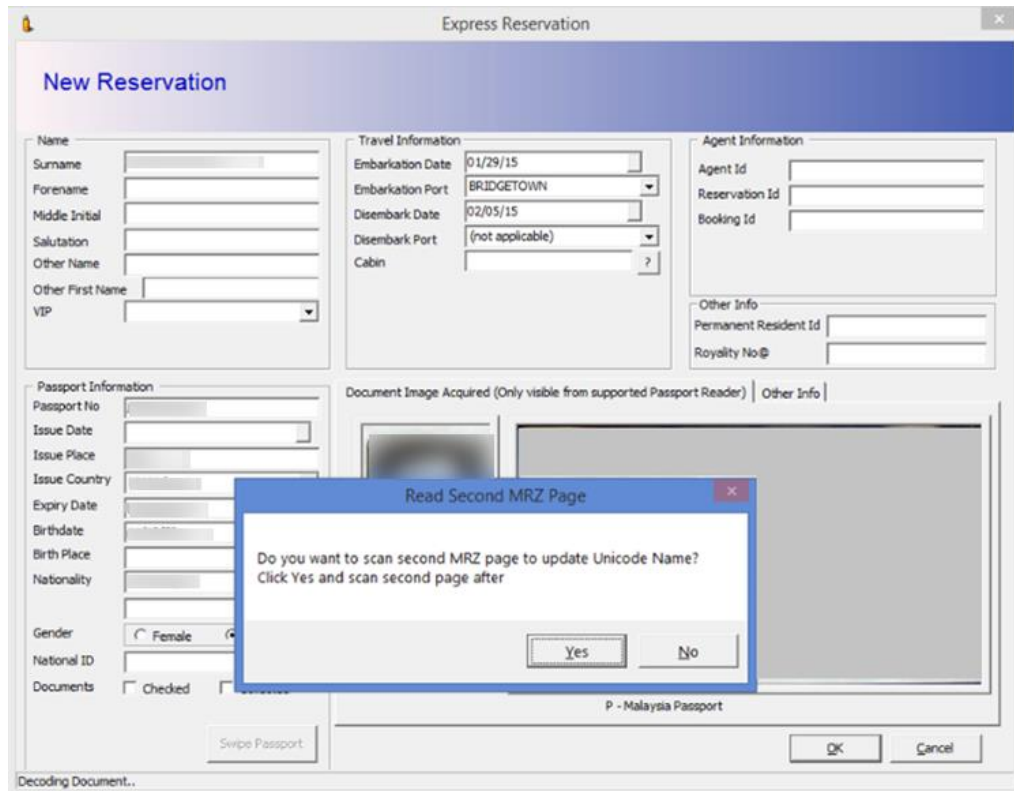 Express Reservation
New Reservation
Name
Surname
Forename
Middle Initial
Salutation
Other Name
Other First Name
VIP
Travel Information
Embarkation Date 01/29/15
Embarkation Port BRIDGETOWN
Disembark Date 02/05/15
Disembark Port (not applicable)
Cabin ?
Agent Information
Agent Id
Reservation Id
Booking Id
Other Info
Permanent Resident Id
Royality No@
Passport Information
Passport No
Issue Date
Issue Place
Issue Country
Expiry Date
Birthdate
Birth Place
Nationality
Gender Female
National ID
Documents Checked
Swipe Passport
Document Image Acquired (Only visible from supported Passport Reader) Other Info
Read Second MRZ Page
Do you want to scan second MRZ page to update Unicode Name?
Click Yes and scan second page after
Yes No
P - Malaysia Passport
OK Cancel
Decoding Document..